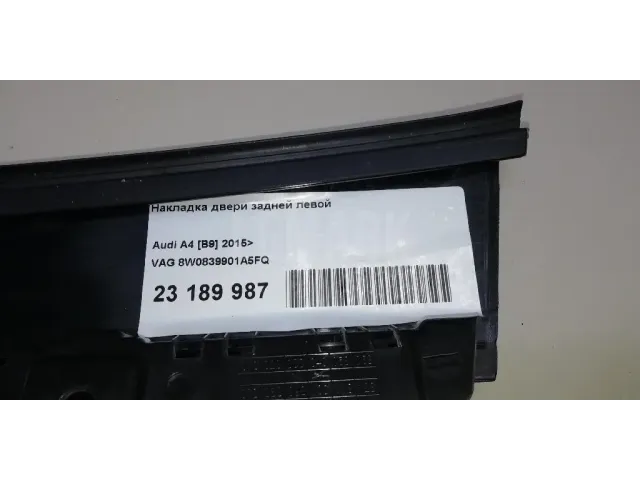 Накладка двери задней левой
Audi A4 [B9] 2015>
VAG 8W0839901A5FQ
23 189 987